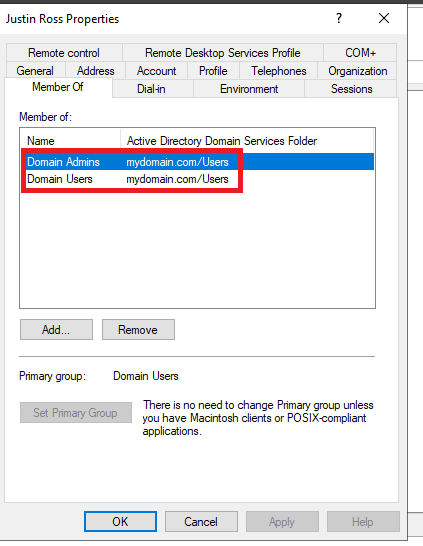 Justin Ross Properties
? ×
Remote control Remote Desktop Services Profile COM+
General Address Account Profile Telephones Organization
Member Of Dial-in Environment Sessions
Member of:
Name Active Directory Domain Services Folder
Domain Admins mydomain.com/Users
Domain Users mydomain.com/Users
Add... Remove
Primary group: Domain Users
Set Primary Group
There is no need to change Primary group unless
you have Macintosh clients or POSIX-compliant
applications.
OK Cancel Apply Help